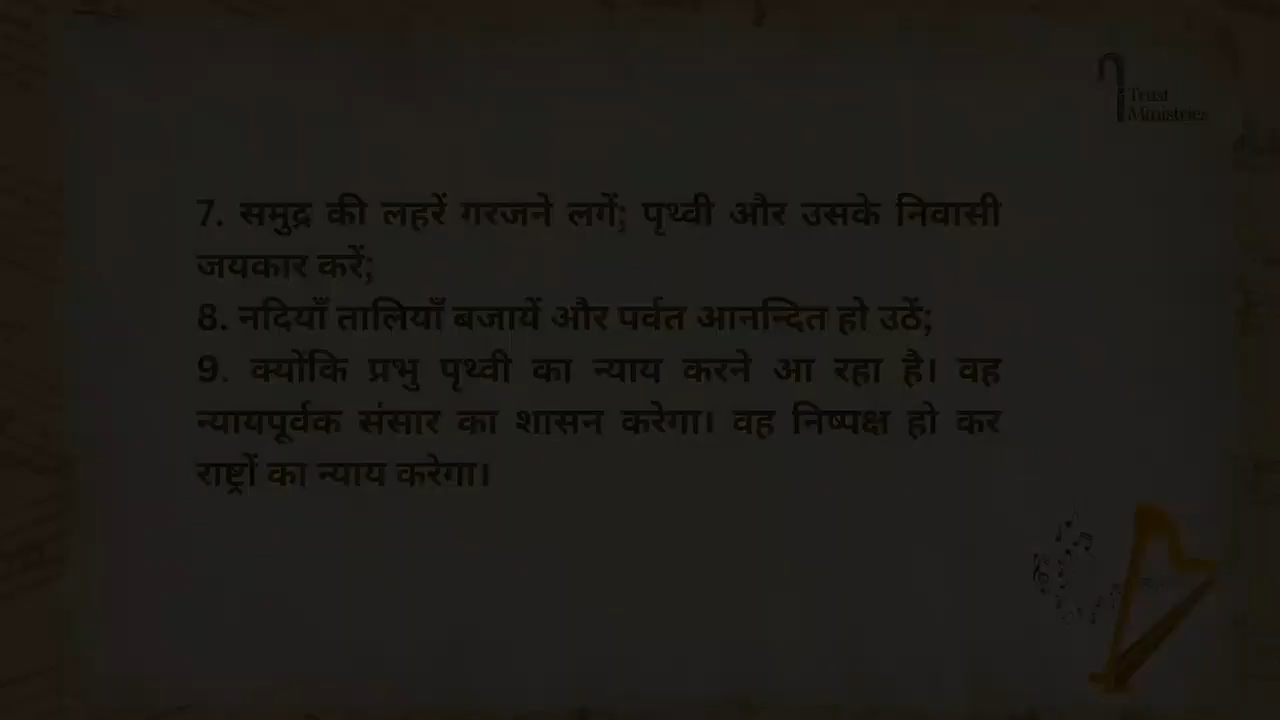 Trust
Ministries
7. समुद्र की लहरें गरजने लगें; पृथ्वी और उसके निवासी
जयकार करें;
8. नदियाँ तालियाँ बजायें और पर्वत आनन्दित हो उठें;
9. क्योंकि प्रभु पृथ्वी का न्याय करने आ रहा है। वह
न्यायपूर्वक संसार का शासन करेगा। वह निष्पक्ष हो कर
राष्ट्रों का न्याय करेगा।